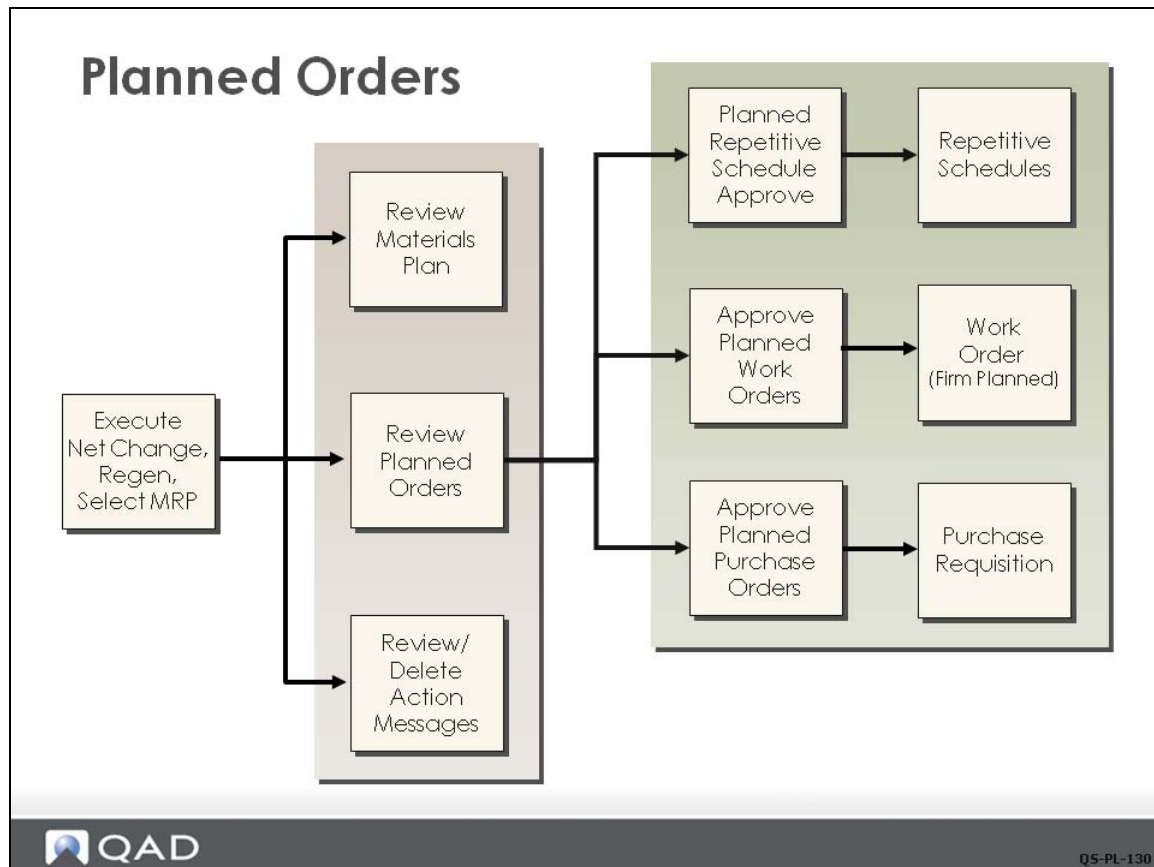 Planned Orders
Execute
Net Change,
Regen,
Select MRP
Review
Materials
Plan
Review
Planned
Orders
Review/
Delete
Action
Messages
Planned
Repetitive
Schedule
Approve
Repetitive
Schedules
Approve
Planned
Work
Orders
Work
Order
(Firm Planned)
Approve
Planned
Purchase
Orders
Purchase
Requisition
QAD
QS-PL-130